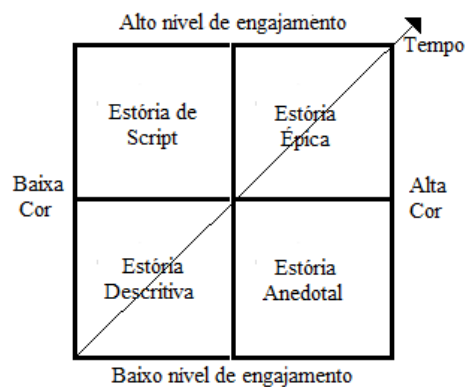 Alto nível de engajamento
Tempo
Estória de
Script
Estória
Épica
Baixa
Cor
Alta
Cor
Estória
Descritiva
Estória
Anedotal
Baixo nível de engajamento